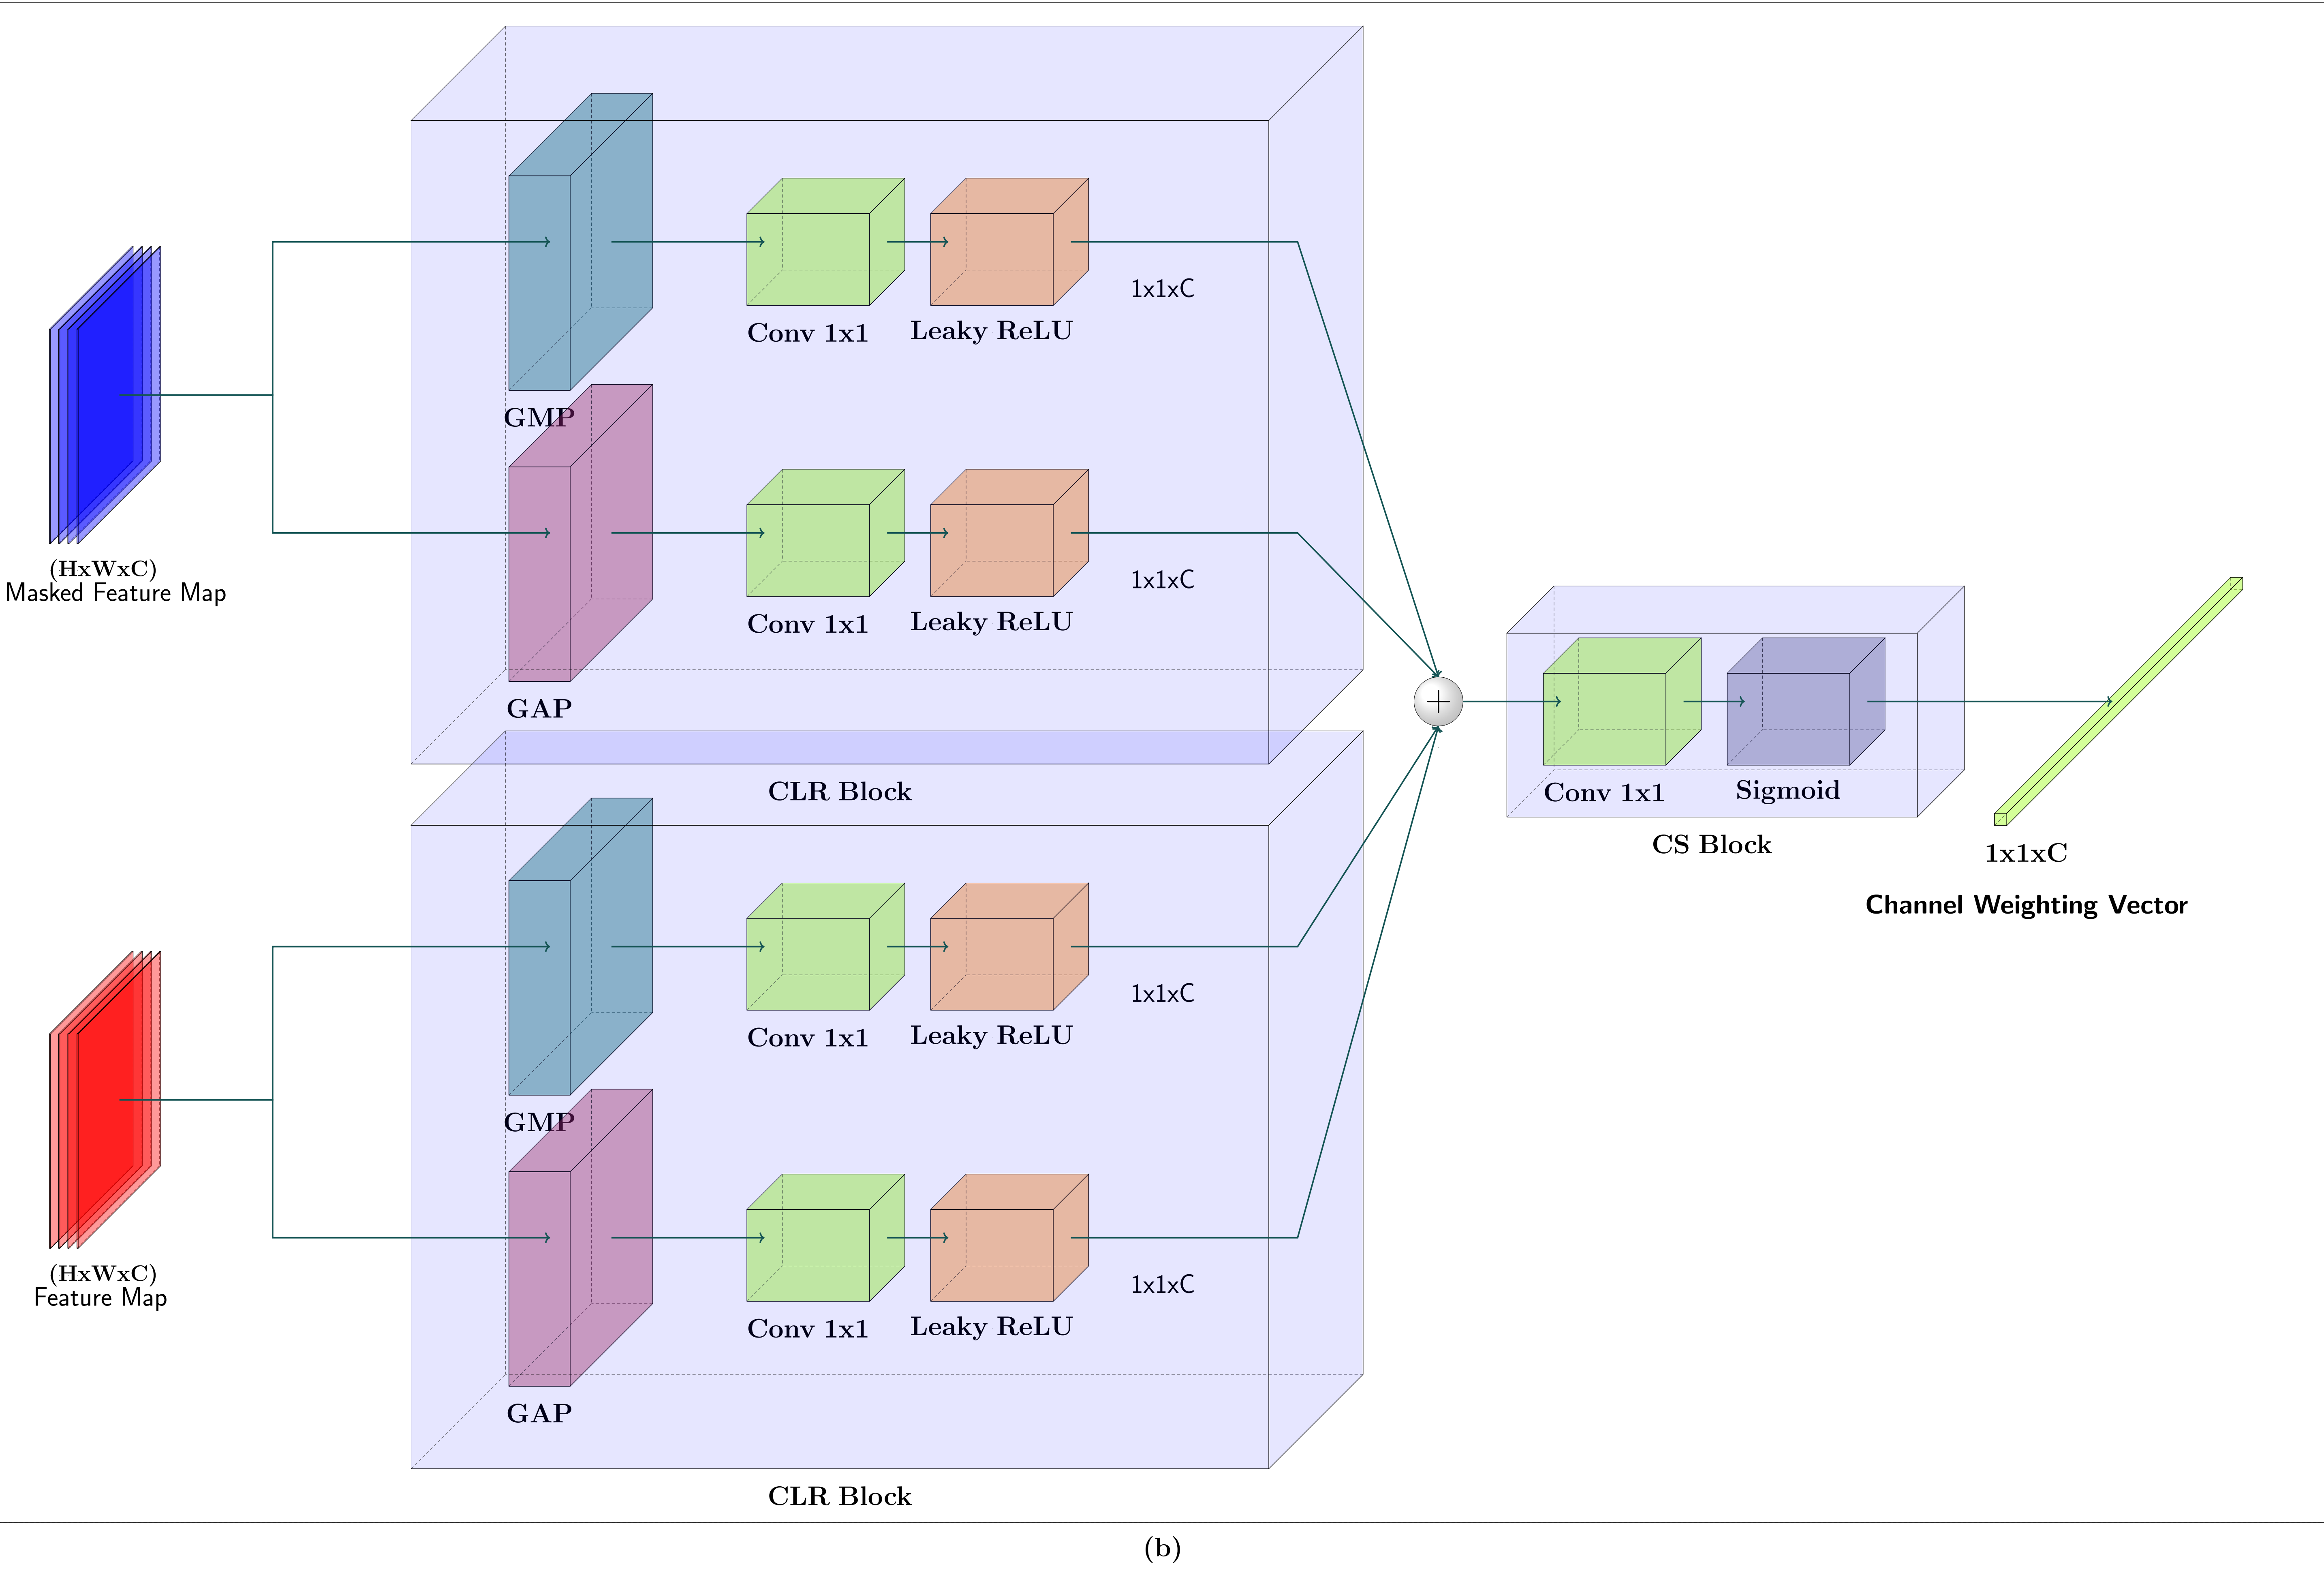 GMP
Conv 1x1
Leaky ReLU
1x1xC
(HxWxC)
Masked Feature Map
GAP
Conv 1x1
Leaky ReLU
1x1xC
CLR Block
GMP
Conv 1x1
Leaky ReLU
1x1xC
(HxWxC)
Feature Map
GAP
Conv 1x1
Leaky ReLU
1x1xC
CLR Block
+
Conv 1x1
Sigmoid
CS Block
1x1xC
Channel Weighting Vector
(b)